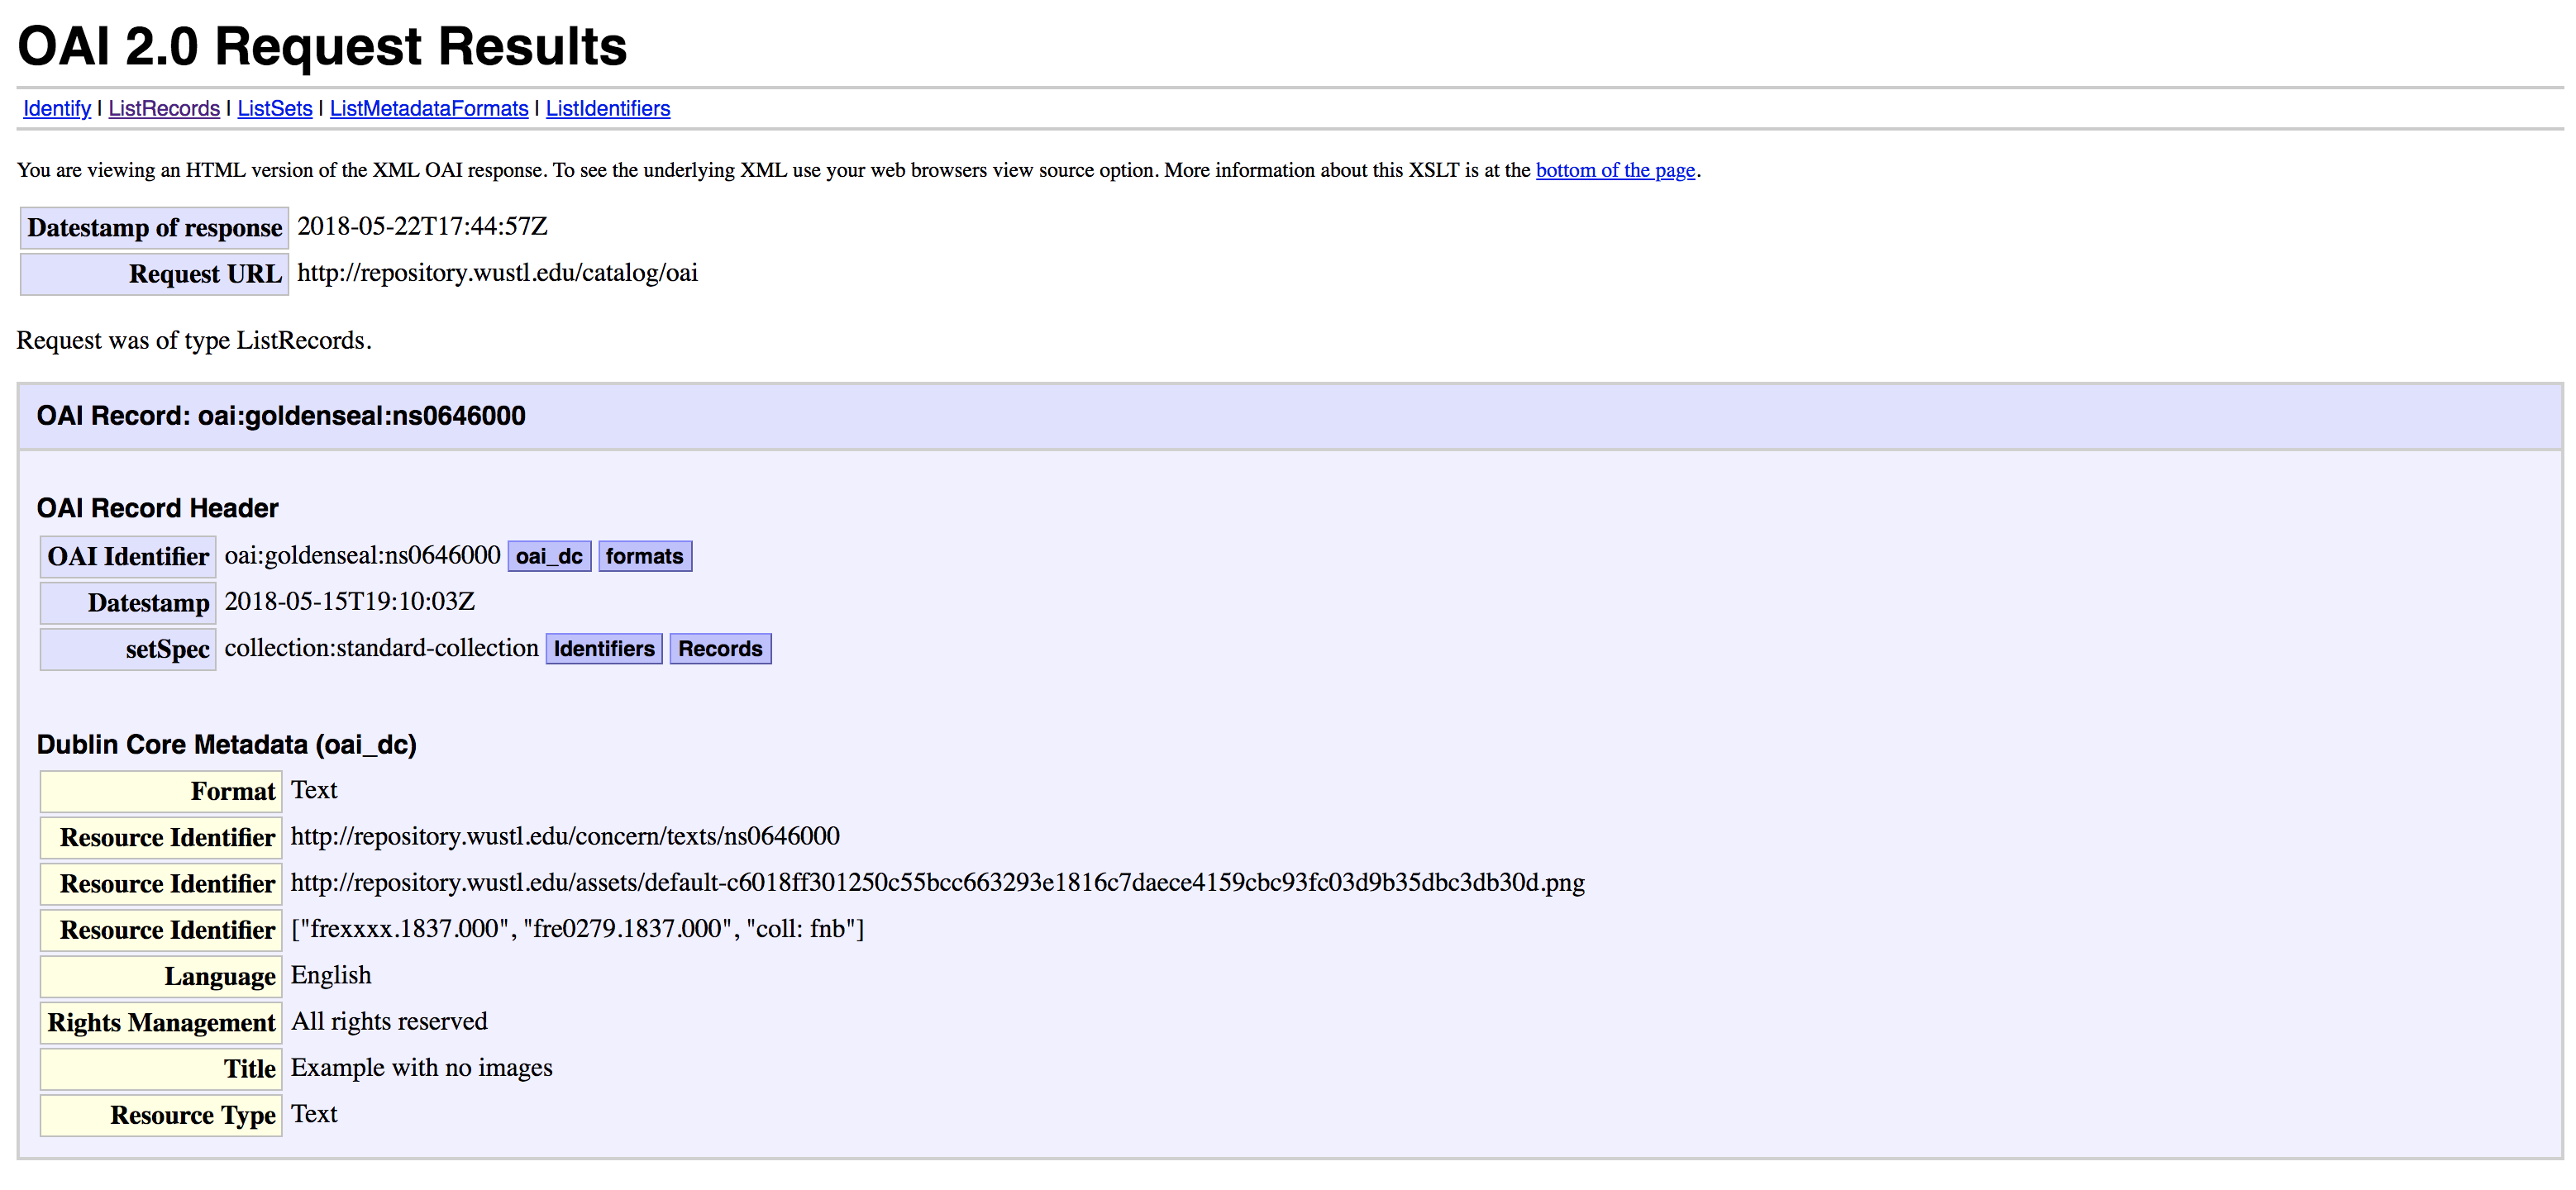 OAI 2.0 Request Results
Identify | ListRecords | ListSets | ListMetadataFormats | ListIdentifiers
You are viewing an HTML version of the XML OAI response. To see the underlying XML use your web browsers view source option. More information about this XSLT is at the bottom of the page.
Datestamp of response 2018-05-22T17:44:57Z
Request URL http://repository.wustl.edu/catalog/oai
Request was of type ListRecords.
OAI Record: oai:goldenseal:ns0646000
OAI Record Header
OAI Identifier oai:goldenseal:ns0646000 oai_dc formats
Datestamp 2018-05-15T19:10:03Z
setSpec collection:standard-collection Identifiers Records
Dublin Core Metadata (oai_dc)
Format Text
Resource Identifier http://repository.wustl.edu/concern/texts/ns0646000
Resource Identifier http://repository.wustl.edu/assets/default-c6018ff301250c55bcc663293e1816c7daece4159cbc93fc03d9b35dbc3db30d.png
Resource Identifier ["frexxxx.1837.000", "fre0279.1837.000", "coll: fnb"]
Language English
Rights Management All rights reserved
Title Example with no images
Resource Type Text